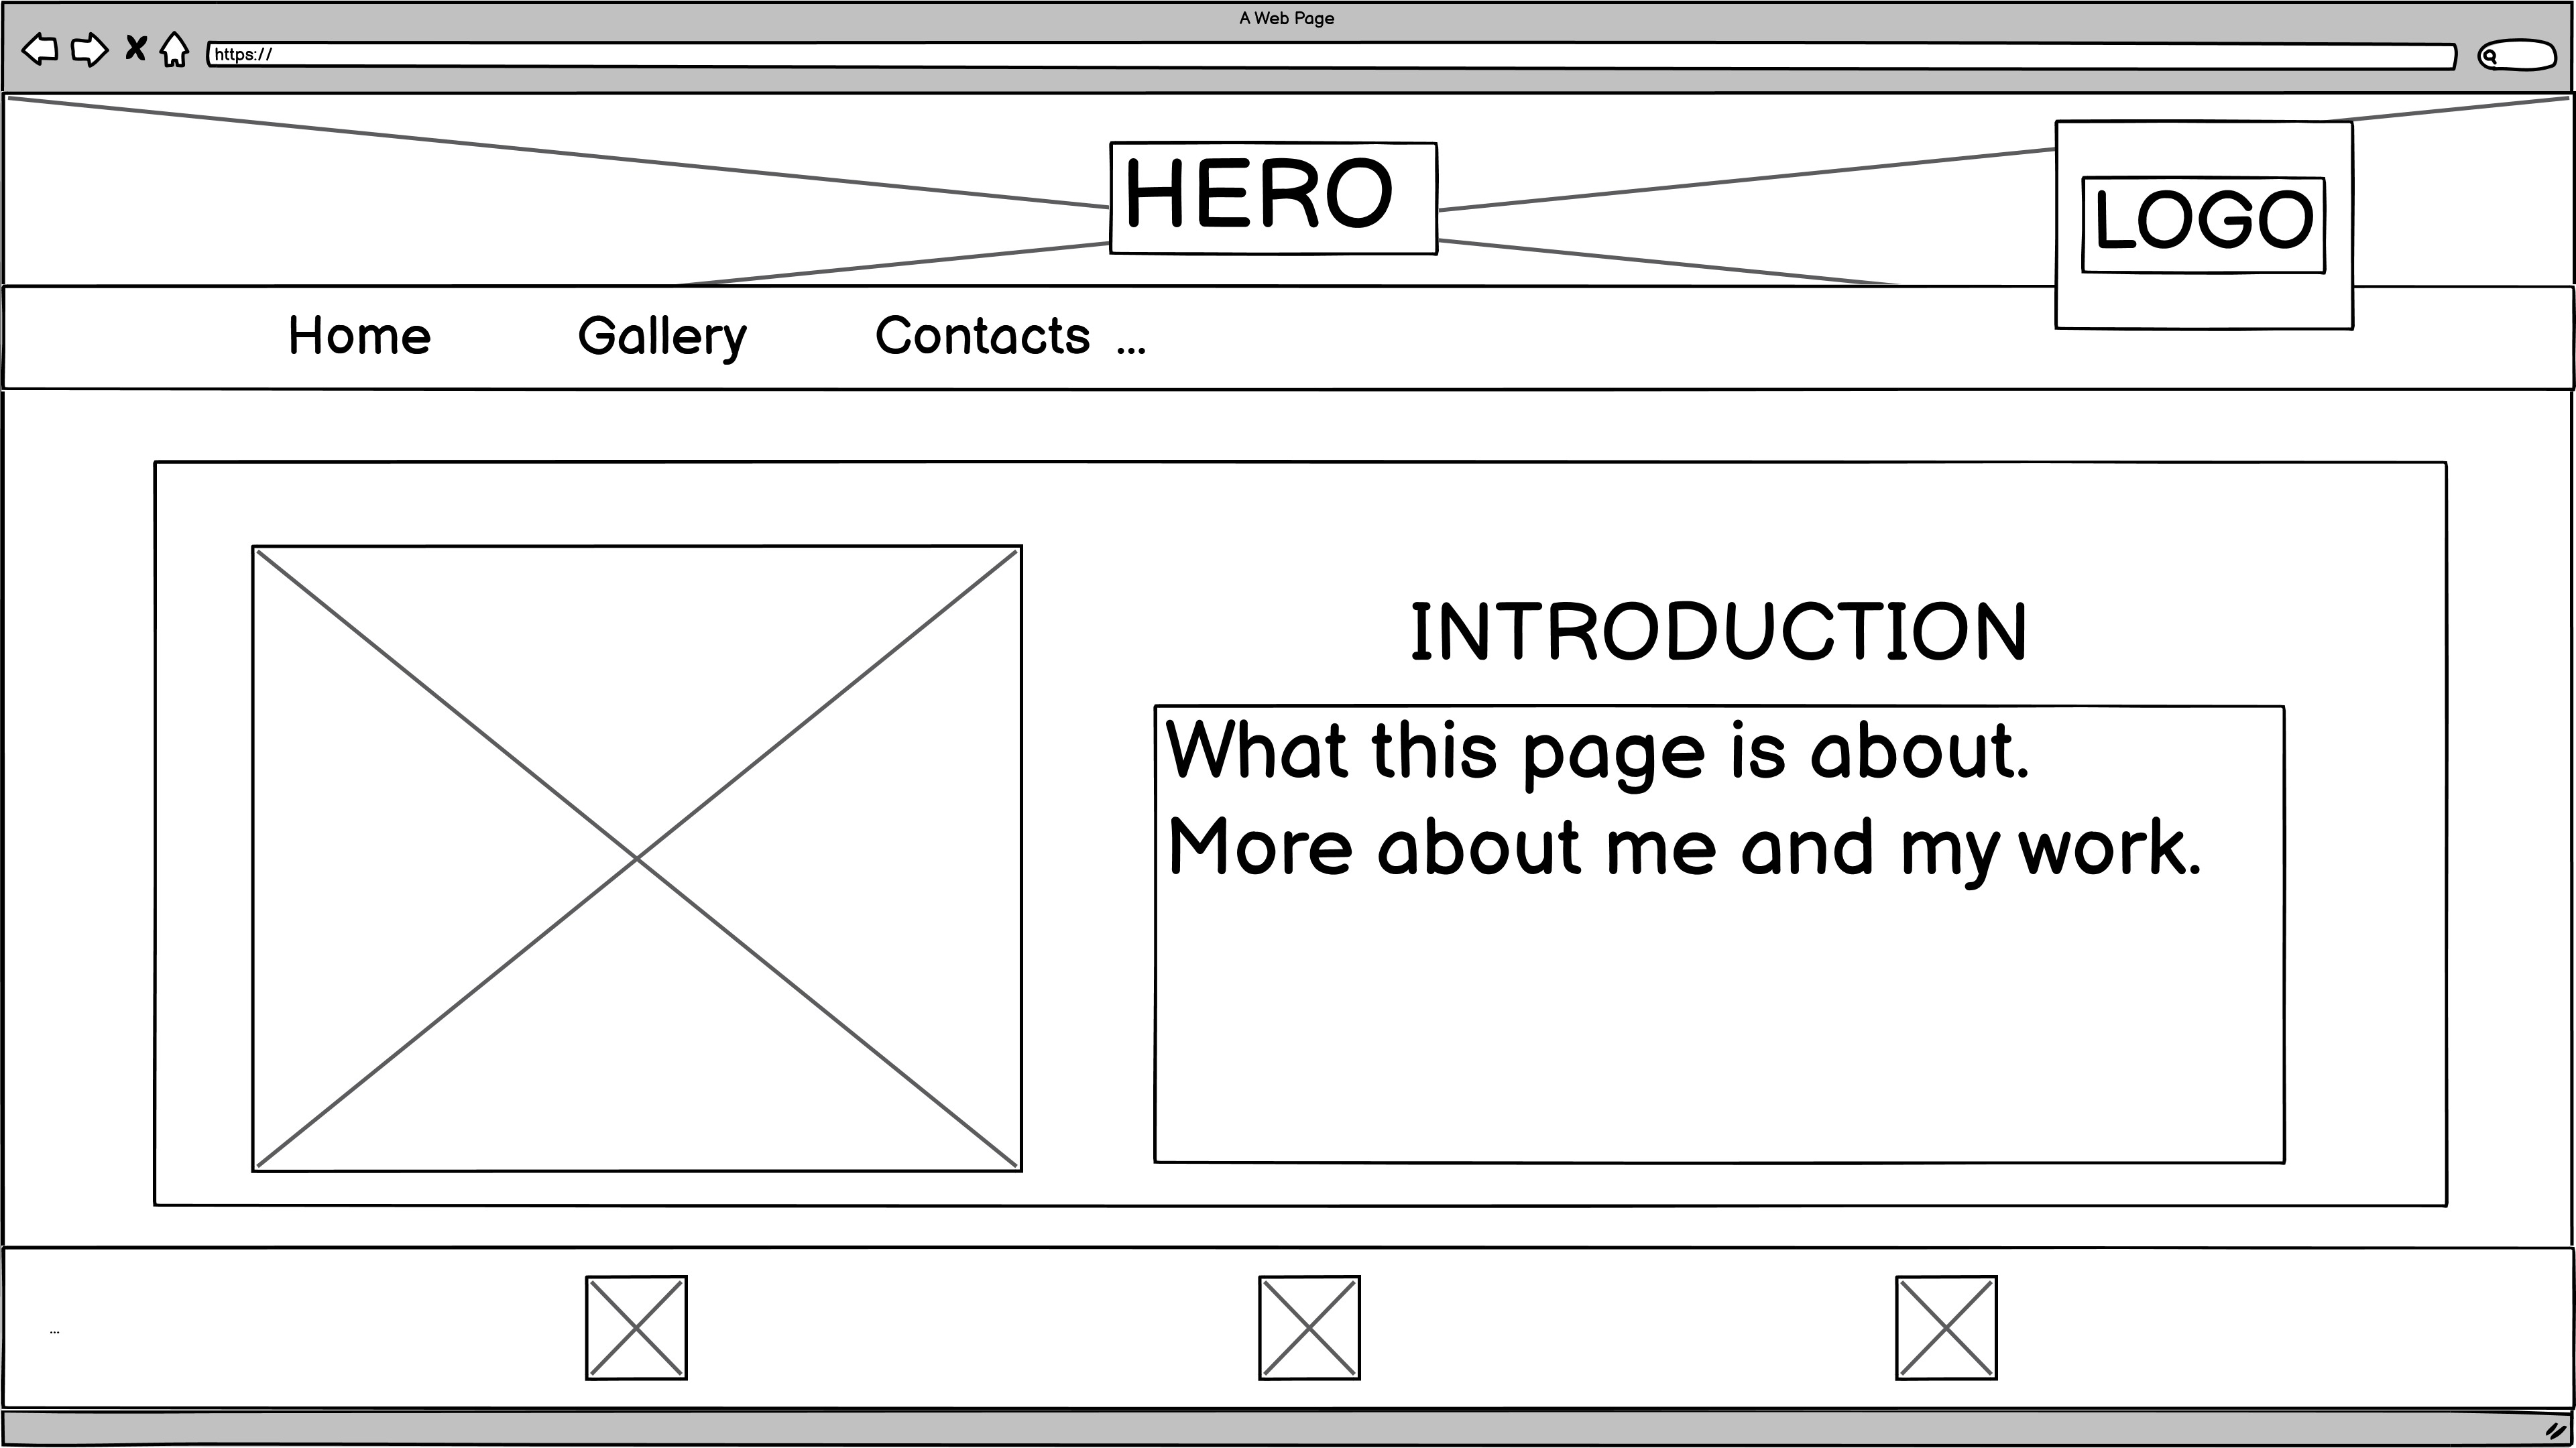 A Web Page
https://
HERO
LOGO
Home Gallery Contacts ...
INTRODUCTION
What this page is about.
More about me and my work.
...